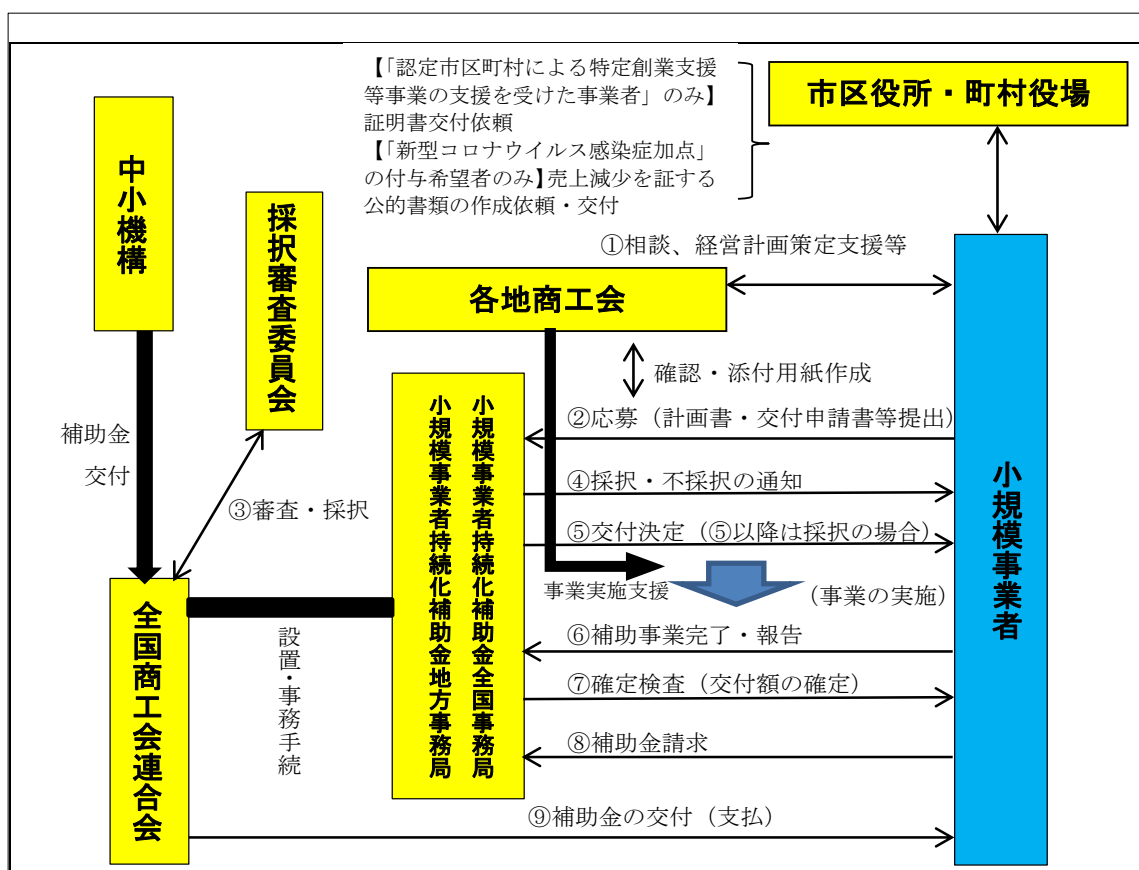 【「認定市区町村による特定創業支援
等事業の支援を受けた事業者」のみ】
証明書交付依頼
【「新型コロナウイルス感染症加点」
の付与希望者のみ】売上減少を証する
公的書類の作成依頼・交付
市区役所・町村役場
中小機構
採択審査委員会
①相談、経営計画策定支援等
各地商工会
確認・添付用紙作成
補助金
交付
③審査・採択
②応募（計画書・交付申請書等提出）
④採択・不採択の通知
⑤交付決定（⑤以降は採択の場合）
事業実施支援
（事業の実施）
小規模事業者持続化補助金全国事務局
小規模事業者持続化補助金地方事務局
小規模事業者
全国商工会連合会
設置・事務手続
⑥補助事業完了・報告
⑦確定検査（交付額の確定）
⑧補助金請求
⑨補助金の交付（支払）